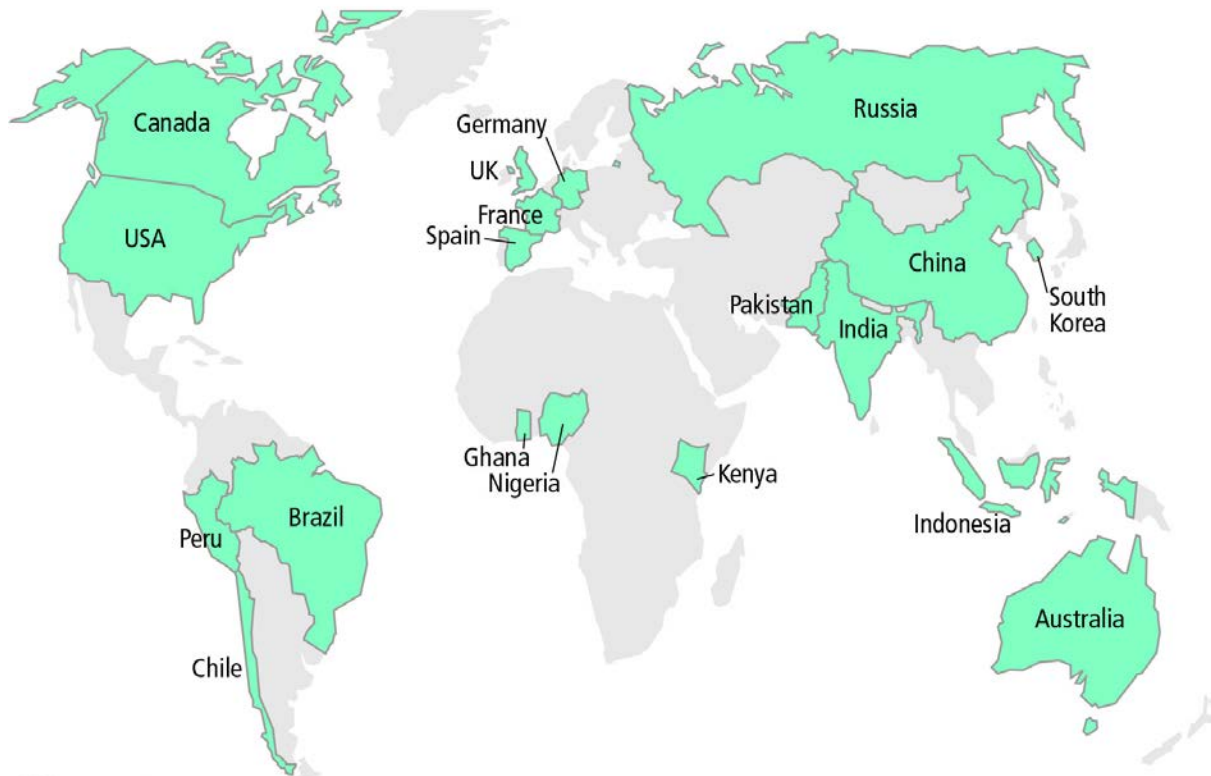 Canada
Russia
Germany
UK
France
USA
Spain
China
Pakistan
India
South
Korea
Ghana
Nigeria
Kenya
Brazil
Peru
Indonesia
Australia
Chile